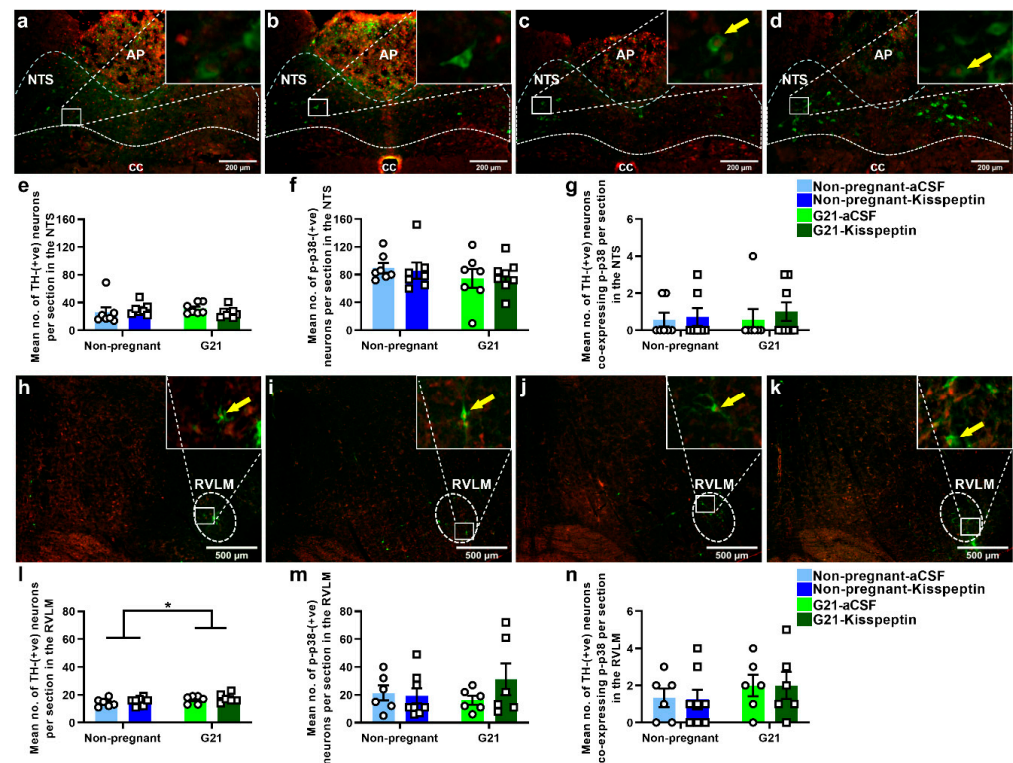 a
AP
NTS
CC
200 µm
b
AP
CC
200 µm
c
AP
NTS
CC
200 µm
d
AP
NTS
CC
200 µm
e
Mean no. of TH-(+ve) neurons
per section in the NTS
160
120
80
40
0
Non-pregnant
G21
f
Mean no. of p-p38-(+ve)
neurons per section in the NTS
160
120
80
40
0
Non-pregnant
G21
g
Mean no. of TH-(+ve) neurons
co-expressing p-p38 per section
in the NTS
6
4
2
0
Non-pregnant
G21
Non-pregnant-aCSF
Non-pregnant-Kisspeptin
G21-aCSF
G21-Kisspeptin
h
RVLM
500 µm
i
RVLM
500 µm
j
RVLM
500 µm
k
RVLM
500 µm
l
Mean no. of TH-(+ve) neurons
per section in the RVLM
80
60
40
20
0
*
Non-pregnant
G21
m
Mean no. of p-p38-(+ve)
neurons per section in the RVLM
80
60
40
20
0
Non-pregnant
G21
n
Mean no. of TH-(+ve) neurons
co-expressing p-p38 per section
in the RVLM
6
4
2
0
Non-pregnant
G21
Non-pregnant-aCSF
Non-pregnant-Kisspeptin
G21-aCSF
G21-Kisspeptin